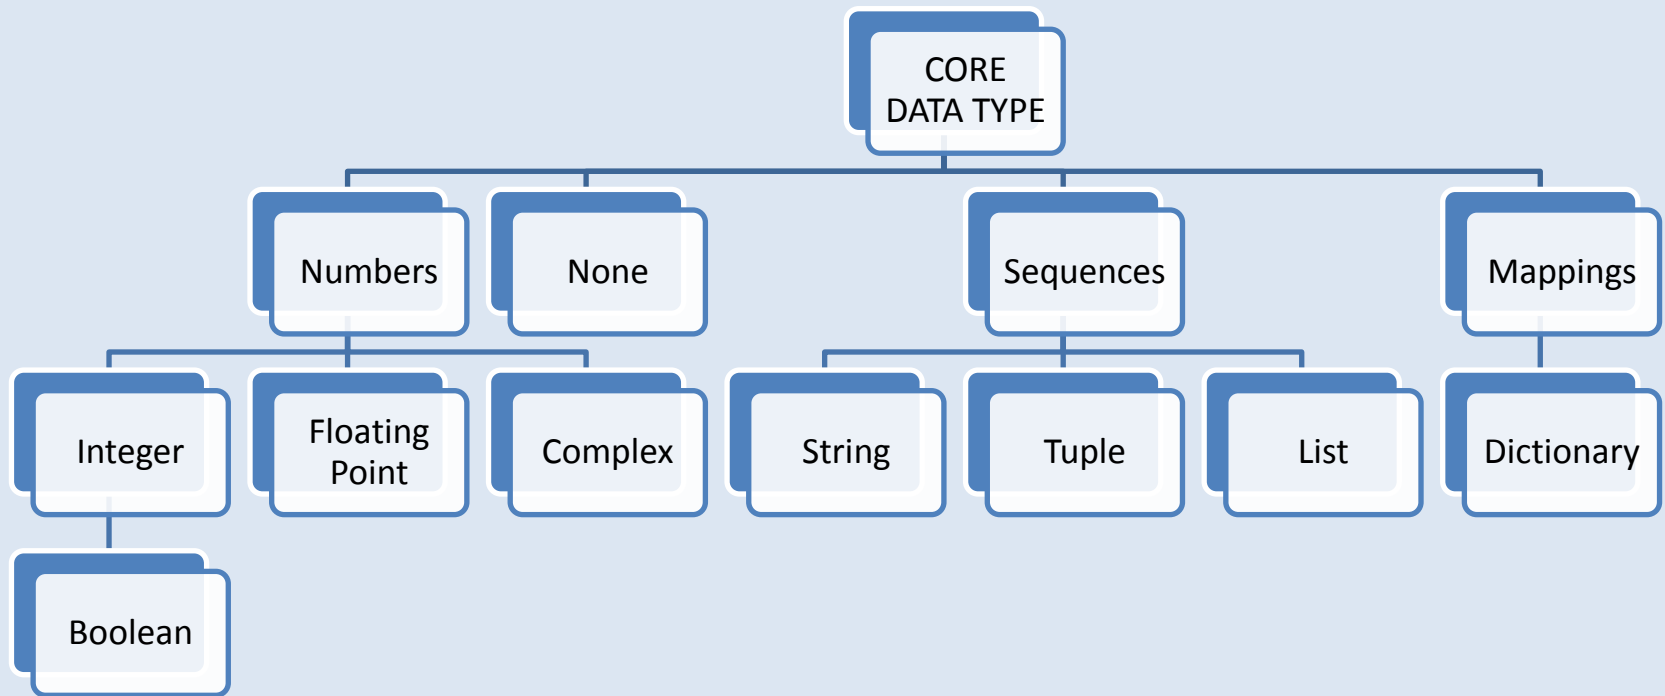 CORE
DATA TYPE
Numbers
None
Sequences
Mappings
Integer
Floating
Point
Complex
String
Tuple
List
Dictionary
Boolean